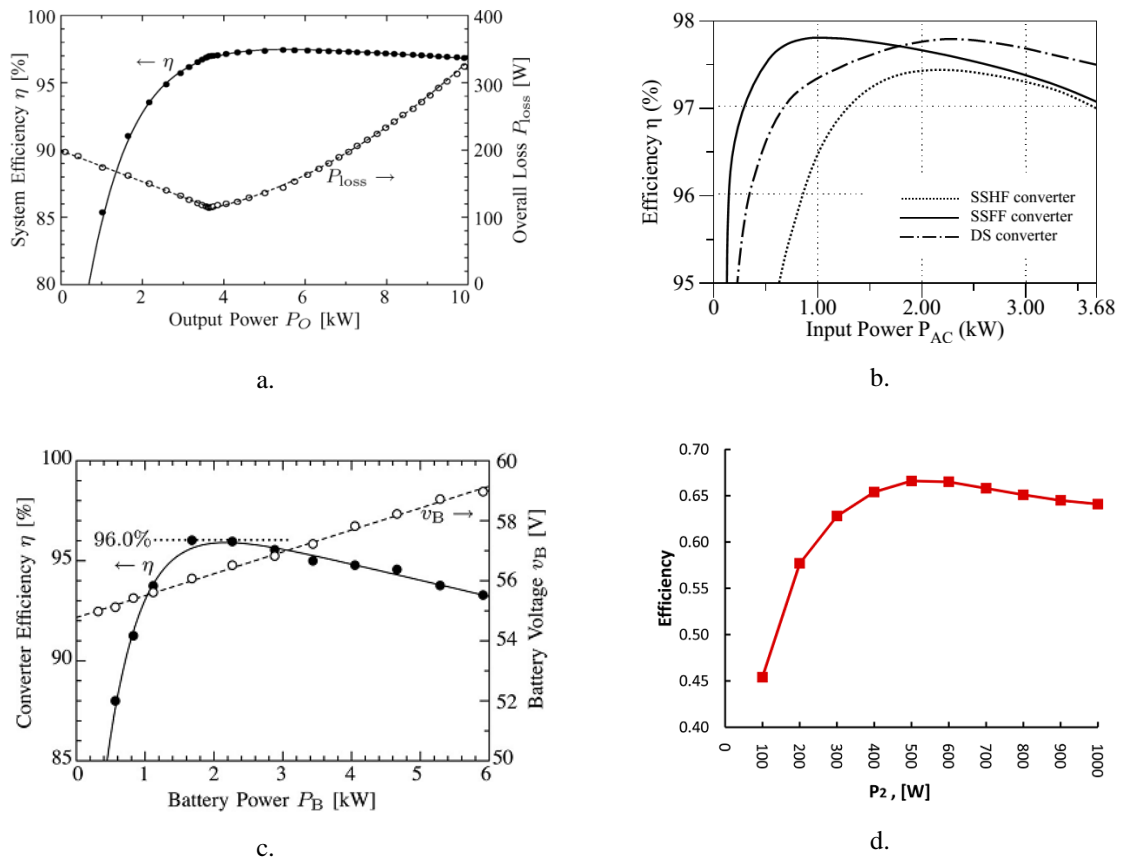 System Efficiency η [%]
100
95
90
85
80
0 2 4 6 8 10
Output Power P_O [kW]
← η
P_loss →
400
300
200
100
0
Overall Loss P_loss [W]
a.
Efficiency η (%)
98
97
96
95
SSHF converter
SSFF converter
DS converter
0 1.00 2.00 3.00 3.68
Input Power P_AC (kW)
b.
Converter Efficiency η [%]
100
95
90
85
96.0%
← η
v_B →
0 1 2 3 4 5 6
Battery Power P_B [kW]
60
58
56
54
52
50
Battery Voltage v_B [V]
c.
Efficiency
0.70
0.65
0.60
0.55
0.50
0.45
0.40
0 100 200 300 400 500 600 700 800 900 1000
P2 , [W]
d.